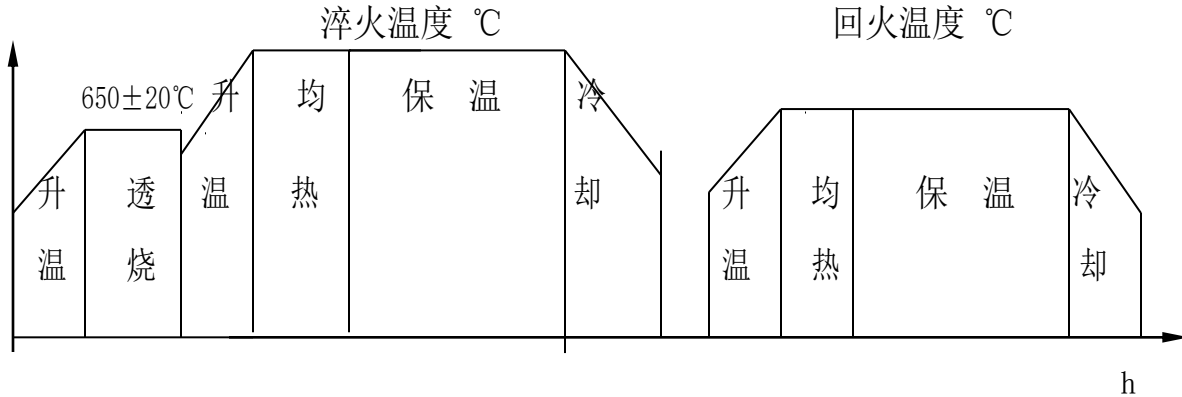 淬火温度 ℃
回火温度 ℃
650±20℃
升温
透烧
升温
均热
保 温
冷却
升温
均热
保 温
冷却
h